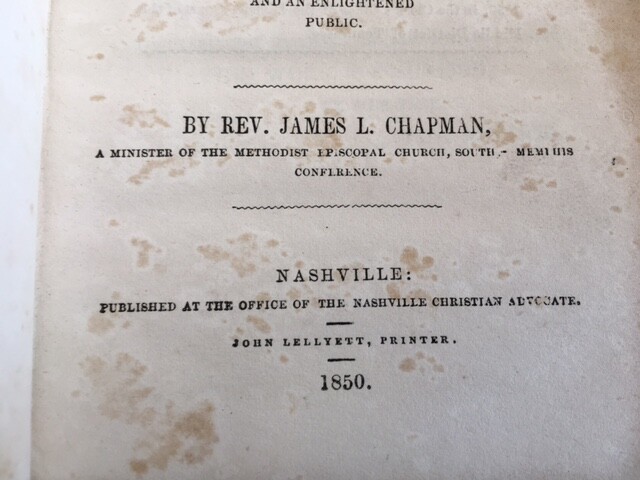 AND AN ENLIGHTENED
PUBLIC.
BY REV. JAMES L. CHAPMAN,
A MINISTER OF THE METHODIST EPISCOPAL CHURCH, SOUTH,- MEMPHIS
CONFERENCE.
NASHVILLE:
PUBLISHED AT THE OFFICE OF THE NASHVILLE CHRISTIAN ADVOCATE.
JOHN LELLYETT, PRINTER.
1850.